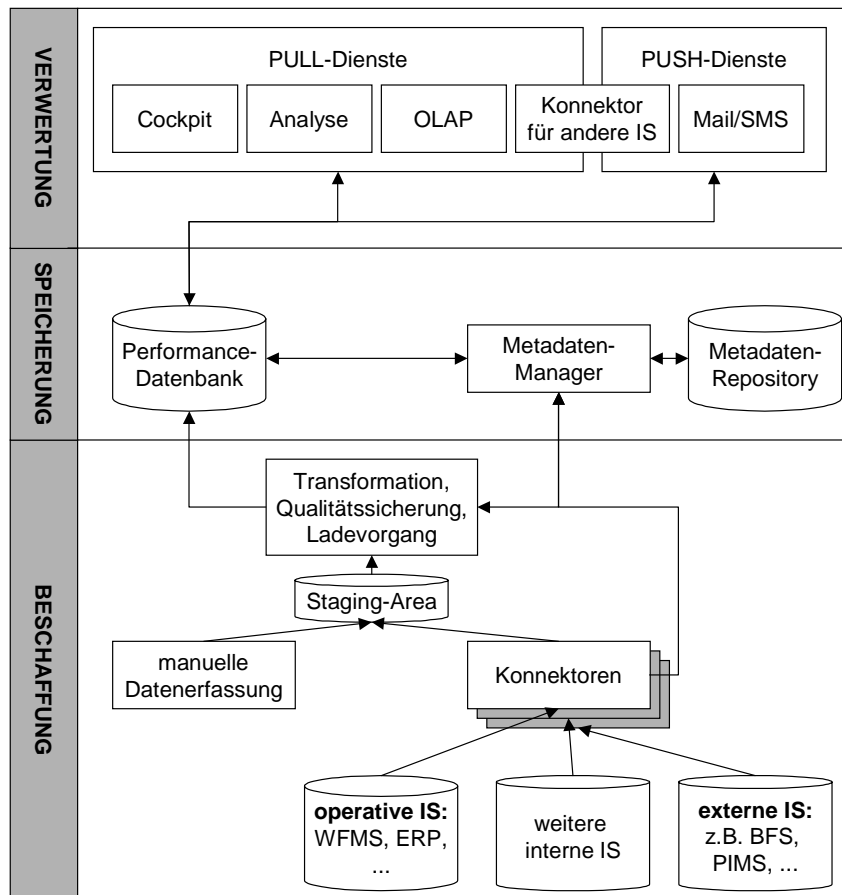 VERWERTUNG
PULL-Dienste
PUSH-Dienste
Cockpit
Analyse
OLAP
Konnektor
für andere IS
Mail/SMS
SPEICHERUNG
Performance-
Datenbank
Metadaten-
Manager
Metadaten-
Repository
BESCHAFFUNG
Transformation,
Qualitätssicherung,
Ladevorgang
Staging-Area
manuelle
Datenerfassung
Konnektoren
operative IS:
WFMS, ERP,
...
weitere
interne IS
externe IS:
z.B. BFS,
PIMS, ...